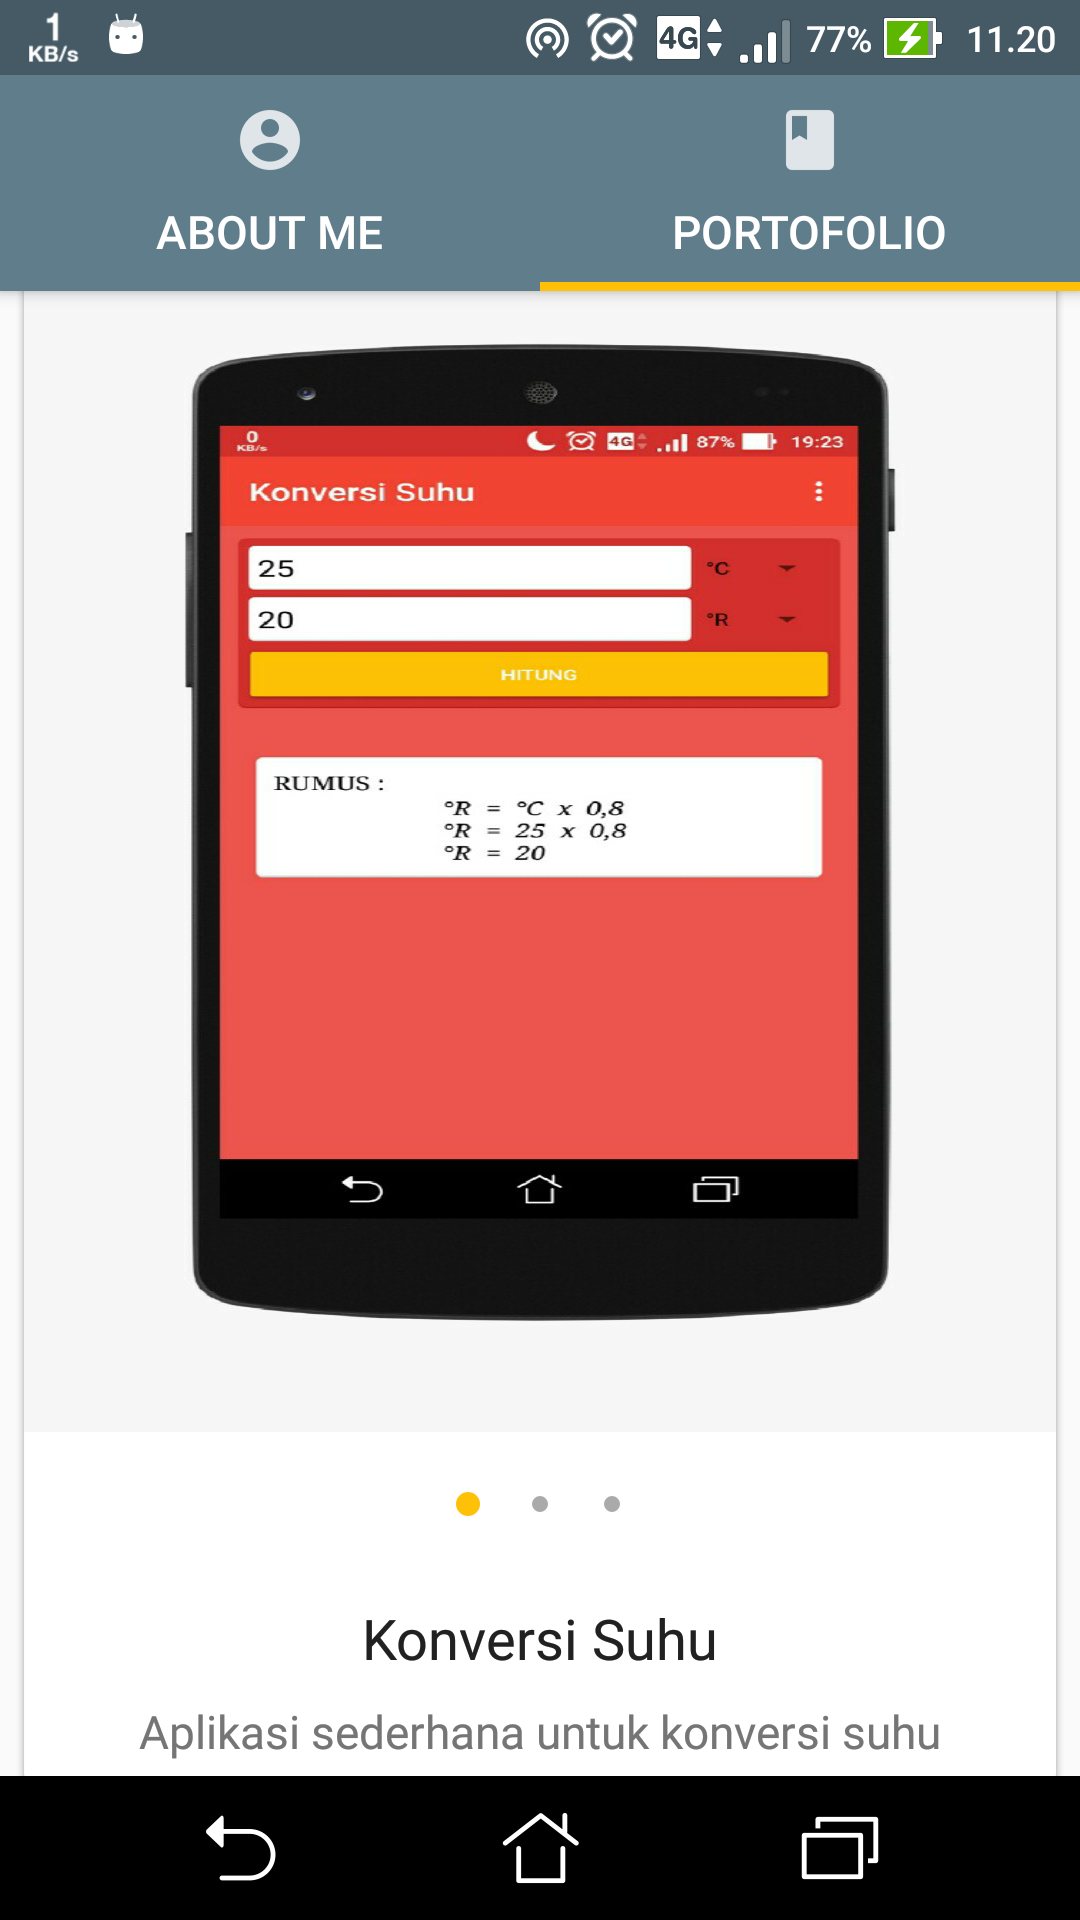 1 KB/s 4G 77% 11.20
ABOUT ME PORTOFOLIO
0 KB/s 4G 87% 19:23
Konversi Suhu
25 °C
20 °R
HITUNG
RUMUS :
°R = °C x 0,8
°R = 25 x 0,8
°R = 20
Konversi Suhu
Aplikasi sederhana untuk konversi suhu